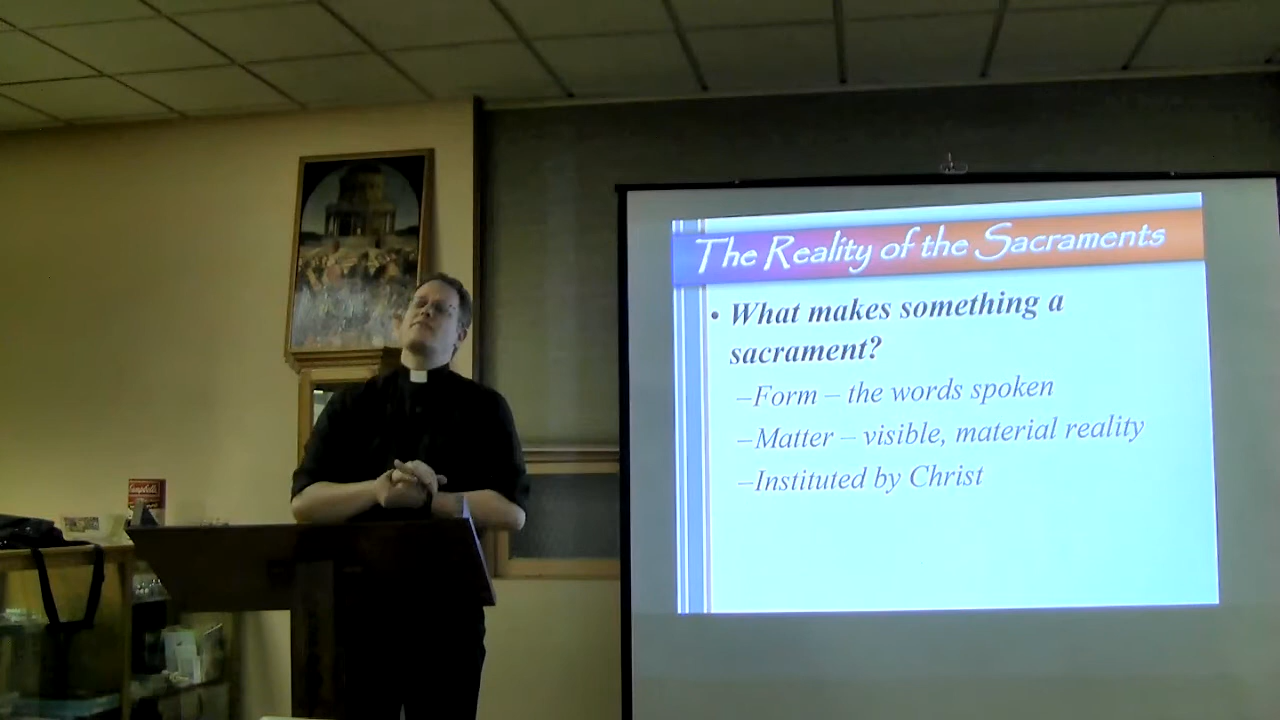 The Reality of the Sacraments
• What makes something a
sacrament?
–Form – the words spoken
–Matter – visible, material reality
–Instituted by Christ
Campbell's